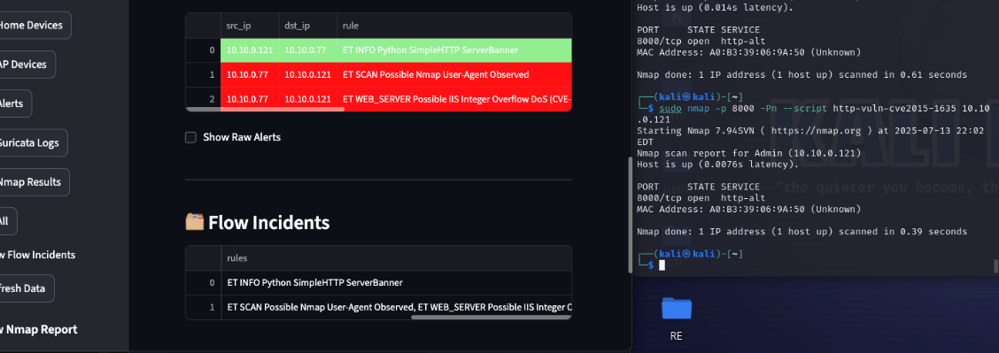 Home Devices
AP Devices
Alerts
Suricata Logs
Nmap Results
All
w Flow Incidents
fresh Data
w Nmap Report
src_ip dst_ip rule
0 10.10.0.121 10.10.0.77 ET INFO Python SimpleHTTP ServerBanner
1 10.10.0.77 10.10.0.121 ET SCAN Possible Nmap User-Agent Observed
2 10.10.0.77 10.10.0.121 ET WEB_SERVER Possible IIS Integer Overflow DoS (CVE-
Show Raw Alerts
Flow Incidents
rules
0 ET INFO Python SimpleHTTP ServerBanner
1 ET SCAN Possible Nmap User-Agent Observed, ET WEB_SERVER Possible IIS Integer O
Host is up (0.014s latency).
PORT STATE SERVICE
8000/tcp open http-alt
MAC Address: A0:B3:39:06:9A:50 (Unknown)
Nmap done: 1 IP address (1 host up) scanned in 0.61 seconds
┌──(kali㉿kali)-[~]
└─$ sudo nmap -p 8000 -Pn --script http-vuln-cve2015-1635 10.10
.0.121
Starting Nmap 7.94SVN ( https://nmap.org ) at 2025-07-13 22:02
EDT
Nmap scan report for Admin (10.10.0.121)
Host is up (0.0076s latency).
PORT STATE SERVICE
8000/tcp open http-alt
MAC Address: A0:B3:39:06:9A:50 (Unknown)
Nmap done: 1 IP address (1 host up) scanned in 0.39 seconds
┌──(kali㉿kali)-[~]
└─$
"the quieter you become, th
RE